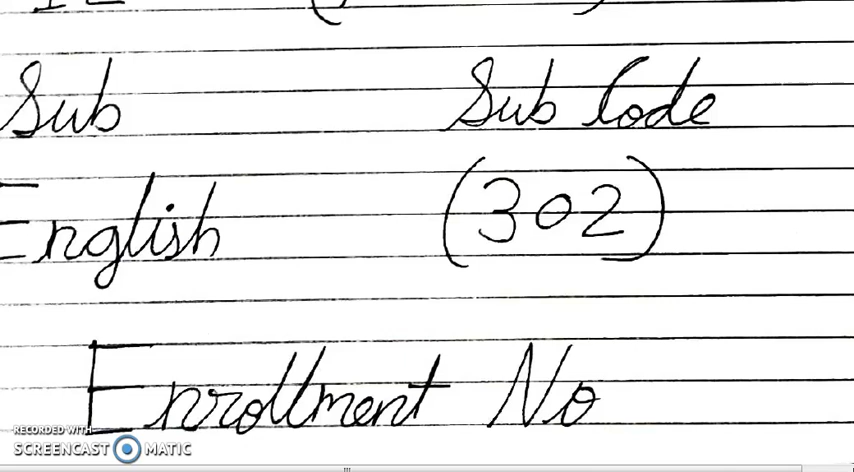 Sub Sub Code
English (302)
Enrollment No
RECORDED WITH
SCREENCAST MATIC